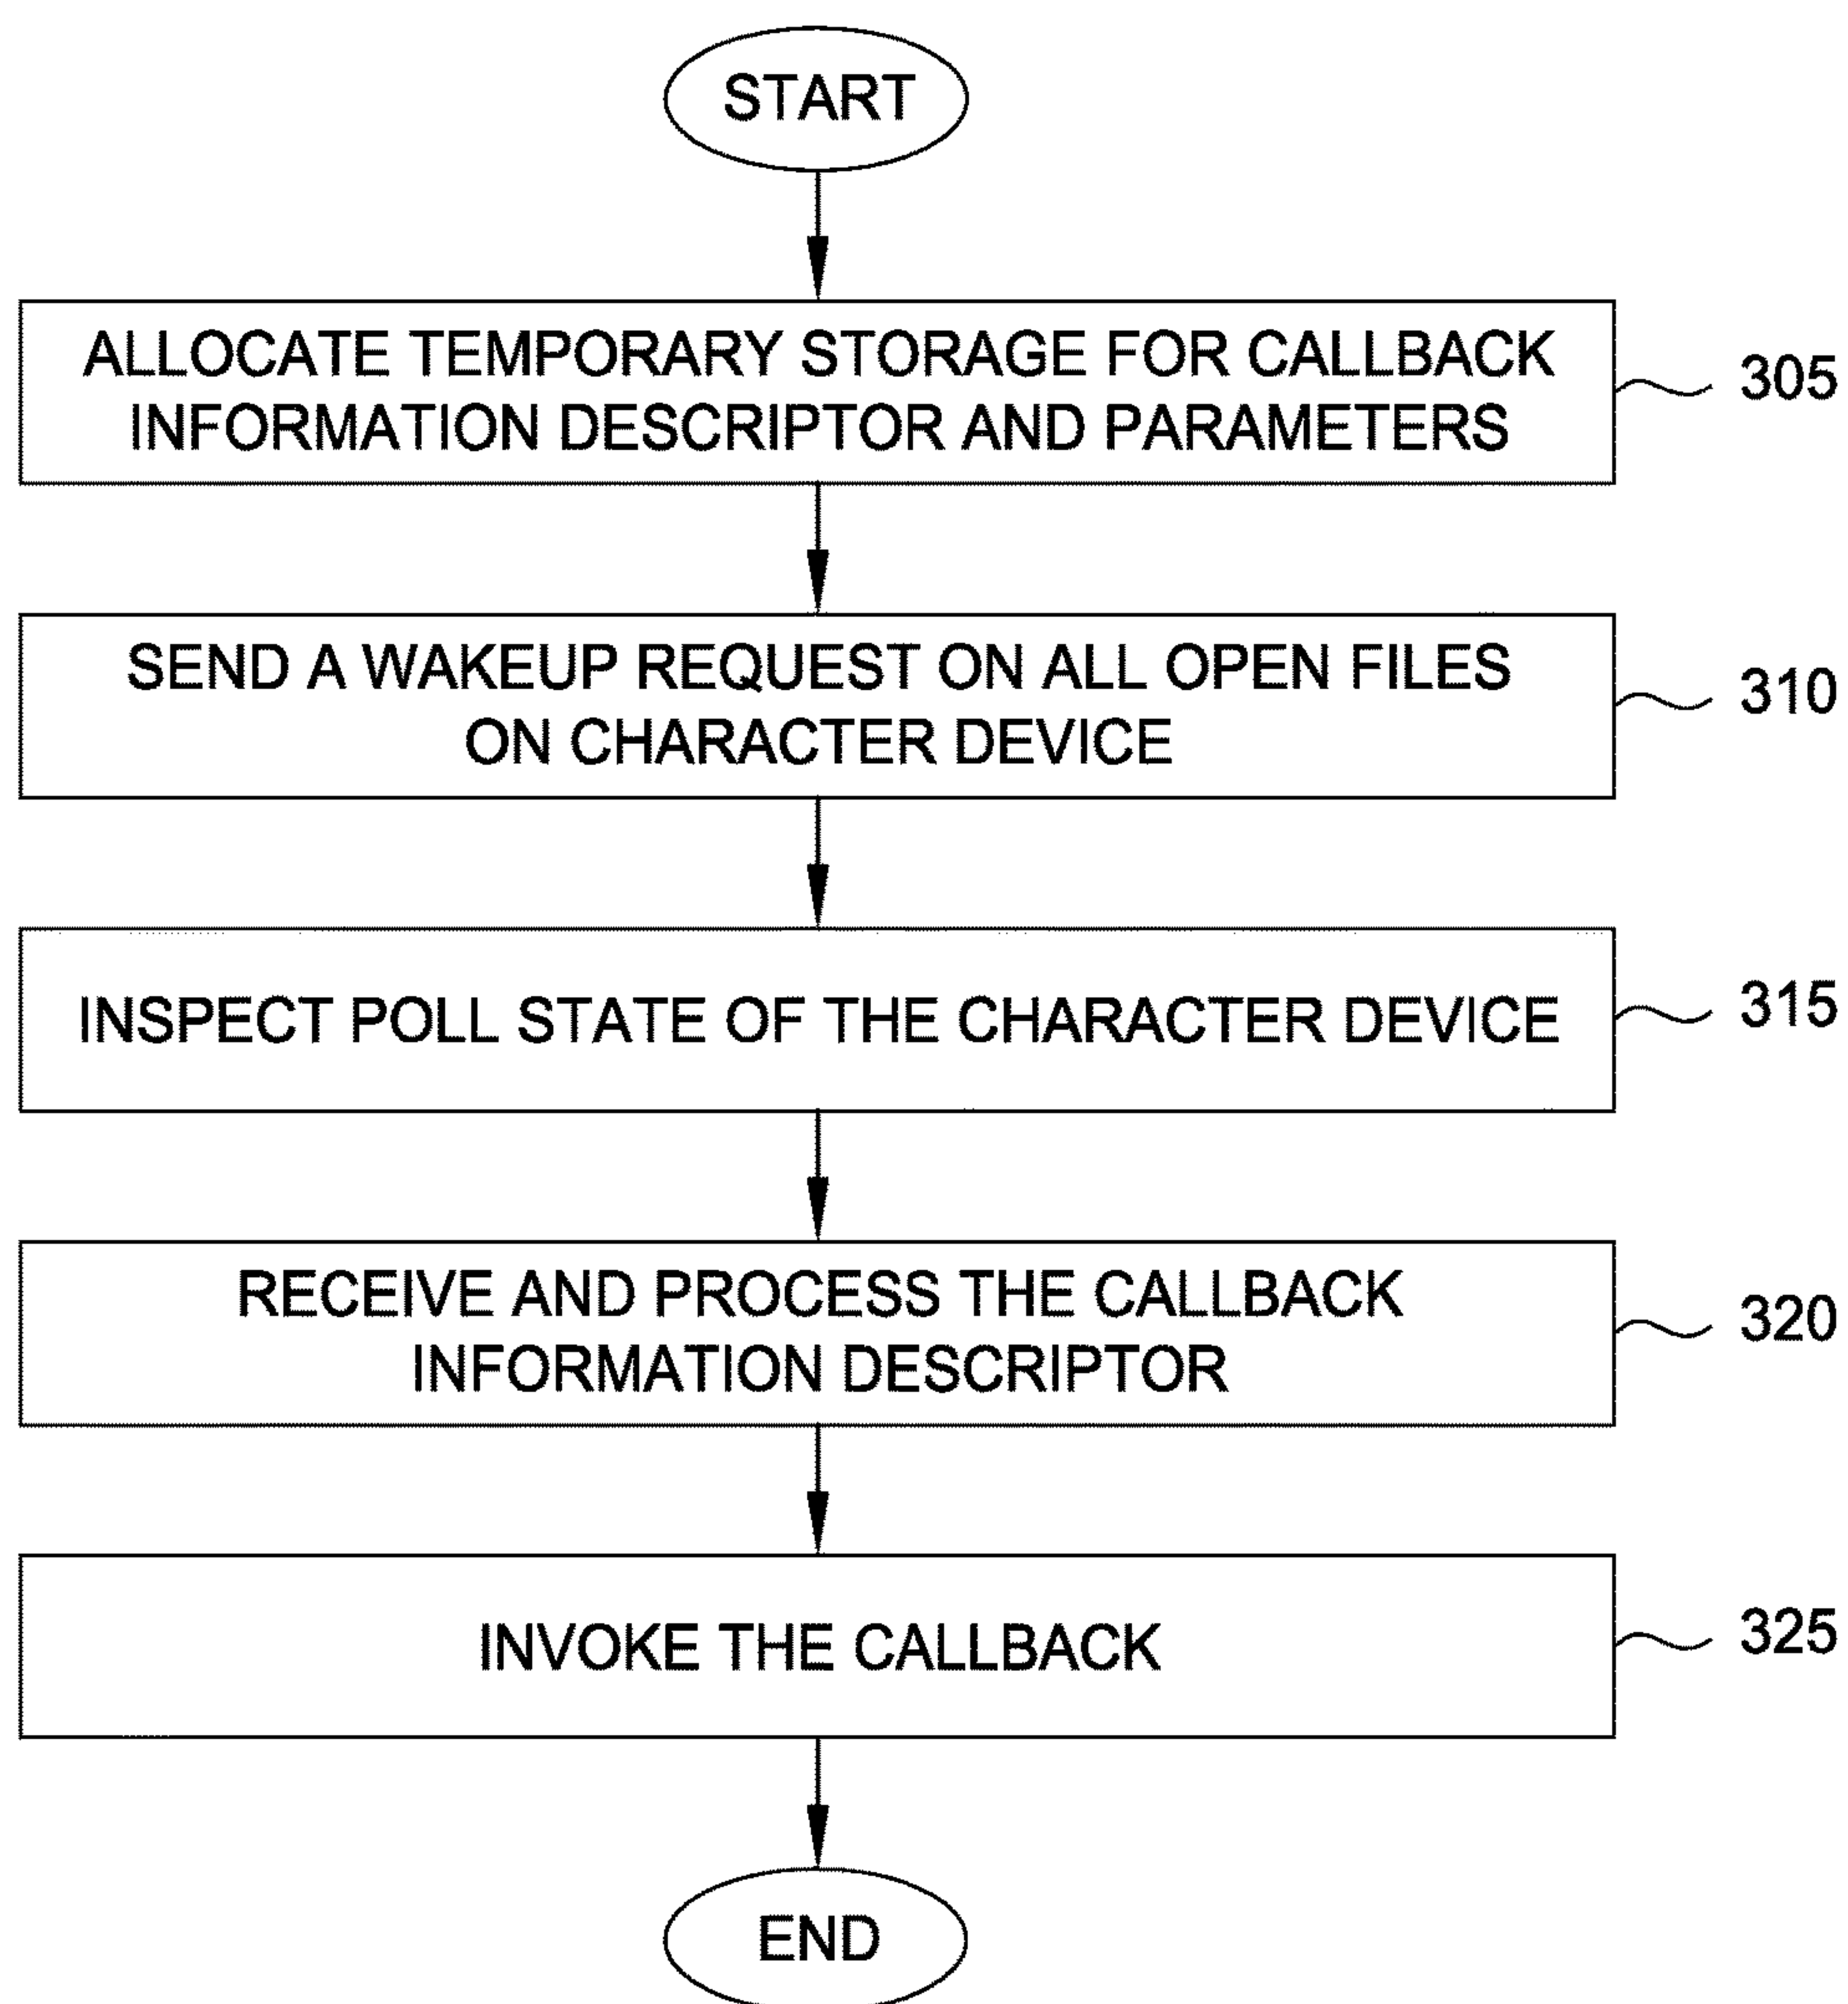 START
ALLOCATE TEMPORARY STORAGE FOR CALLBACK
INFORMATION DESCRIPTOR AND PARAMETERS
305
SEND A WAKEUP REQUEST ON ALL OPEN FILES
ON CHARACTER DEVICE
310
INSPECT POLL STATE OF THE CHARACTER DEVICE
315
RECEIVE AND PROCESS THE CALLBACK
INFORMATION DESCRIPTOR
320
INVOKE THE CALLBACK
325
END